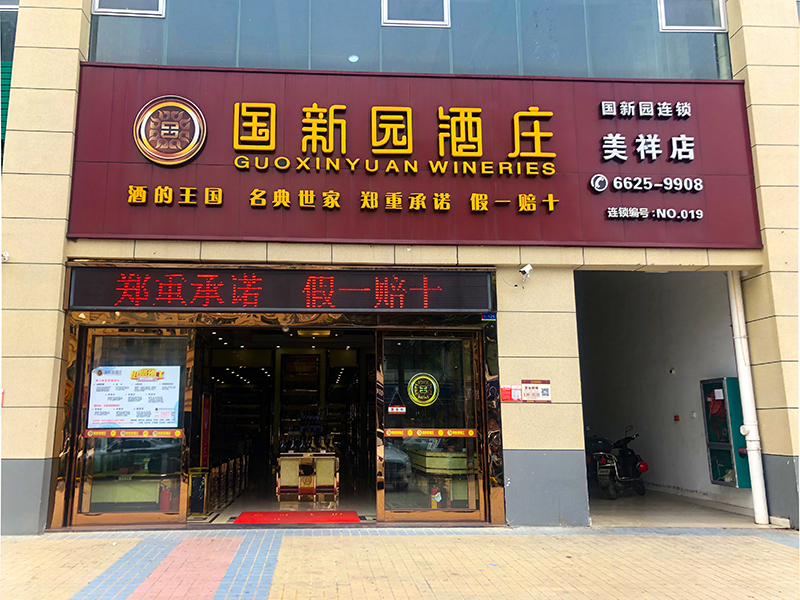 国新园酒庄
GUOXINYUAN WINERIES
酒的王国 名典世家 郑重承诺 假一赔十
国新园连锁
美祥店
6625-9908
连锁编号:NO.019
郑重承诺 假一赔十